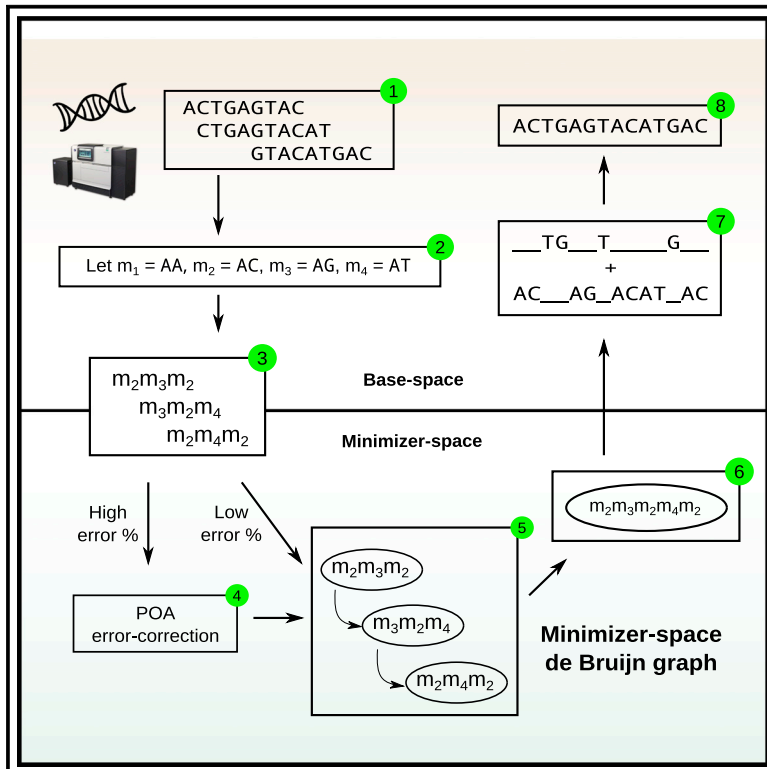 1
ACTGAGTAC
CTGAGTACAT
GTACATGAC
2
Let m₁ = AA, m₂ = AC, m₃ = AG, m₄ = AT
3
m₂m₃m₂
m₃m₂m₄
m₂m₄m₂
Base-space
Minimizer-space
High
error %
Low
error %
4
POA
error-correction
5
m₂m₃m₂
m₃m₂m₄
m₂m₄m₂
Minimizer-space
de Bruijn graph
6
m₂m₃m₂m₄m₂
7
__TG__T____G__
+
AC__AG_ACAT_AC
8
ACTGAGTACATGAC